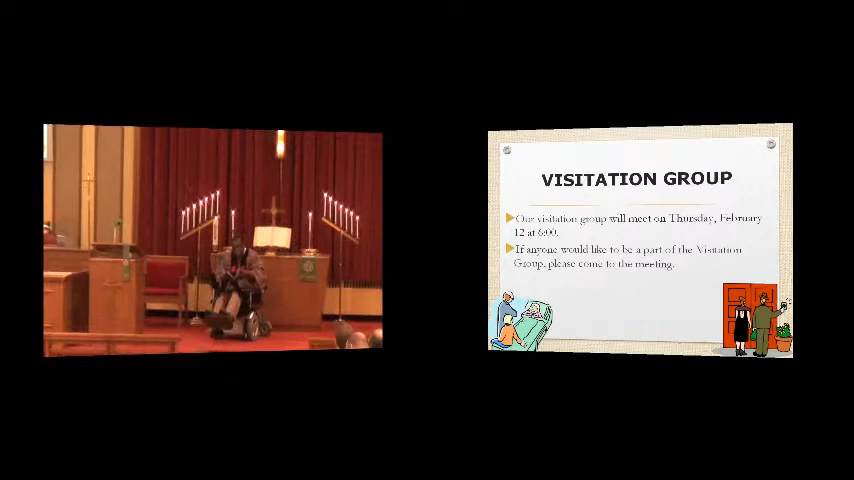 VISITATION GROUP
Our visitation group will meet on Thursday, February
12 at 6:00.
If anyone would like to be a part of the Visitation
Group, please come to the meeting.